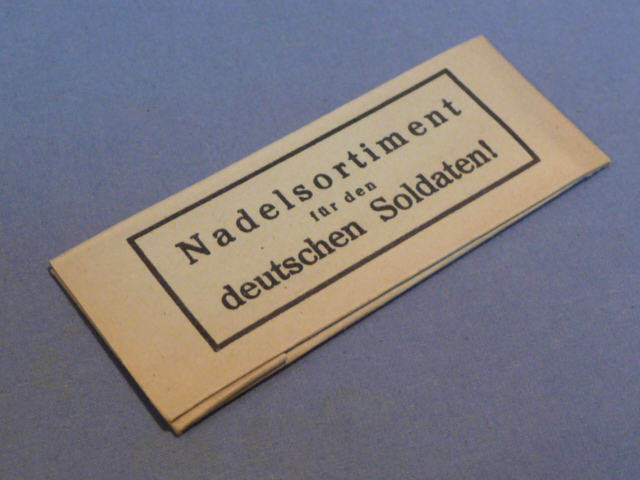 Nadelsortiment
für den
deutschen Soldaten!